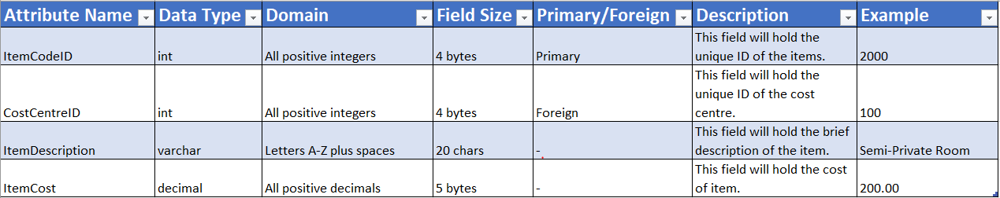 Attribute Name Data Type Domain Field Size Primary/Foreign Description Example
This field will hold the
ItemCodeID int All positive integers 4 bytes Primary unique ID of the items. 2000
This field will hold the
unique ID of the cost
CostCentreID int All positive integers 4 bytes Foreign centre. 100
This field will hold the brief
ItemDescription varchar Letters A-Z plus spaces 20 chars - description of the item. Semi-Private Room
This field will hold the cost
ItemCost decimal All positive decimals 5 bytes - of item. 200.00